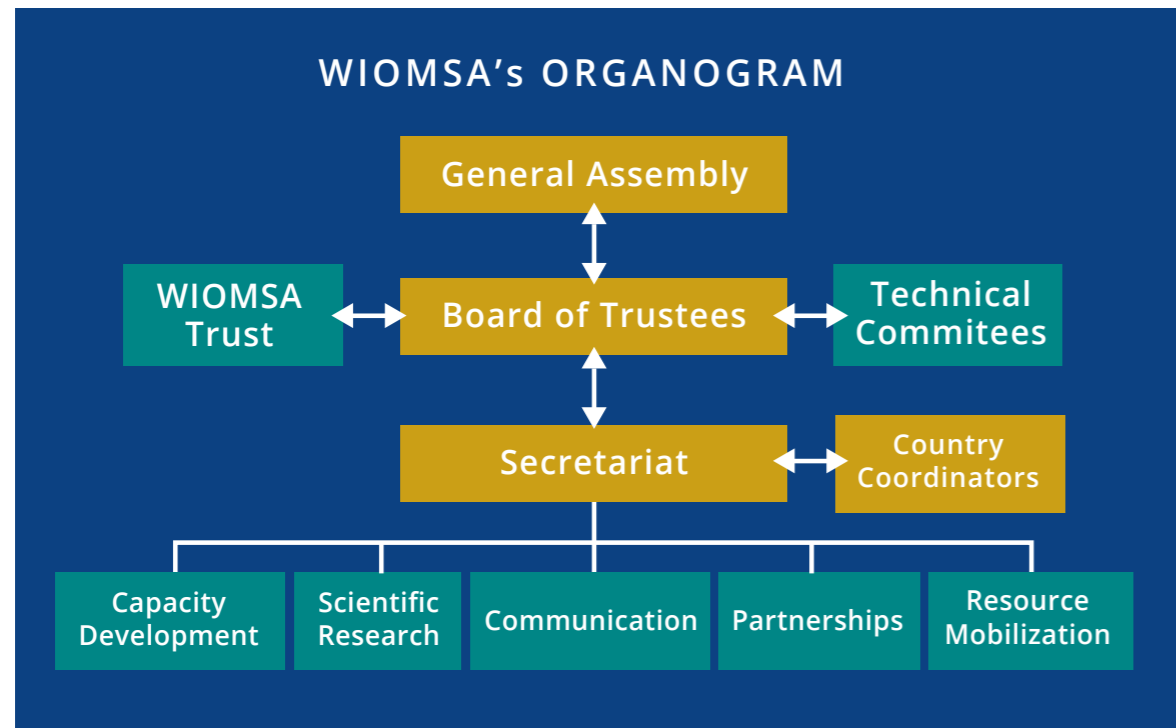 WIOMSA's ORGANOGRAM
General Assembly
WIOMSA
Trust
Board of Trustees
Technical
Commitees
Secretariat
Country
Coordinators
Capacity
Development
Scientific
Research
Communication
Partnerships
Resource
Mobilization